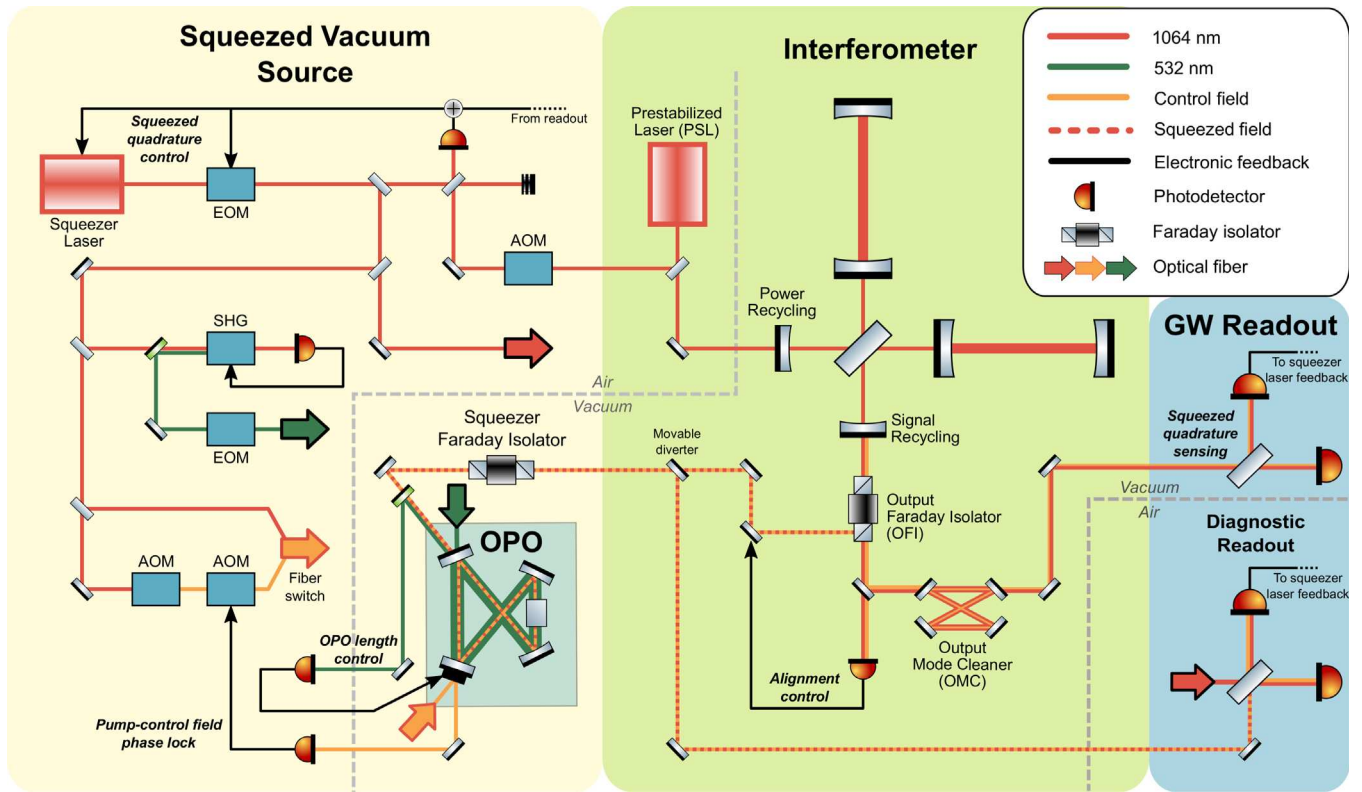 Squeezed Vacuum
Source
From readout
Squeezed
quadrature
control
EOM
Squeezer
Laser
AOM
SHG
EOM
AOM
AOM
Fiber
switch
Squeezer
Faraday Isolator
OPO
OPO length
control
Pump-control field
phase lock
Air
Vacuum
Interferometer
Prestabilized
Laser (PSL)
Power
Recycling
Signal
Recycling
Movable
diverter
Output
Faraday Isolator
(OFI)
Output
Mode Cleaner
(OMC)
Alignment
control
1064 nm
532 nm
Control field
Squeezed field
Electronic feedback
Photodetector
Faraday isolator
Optical fiber
GW Readout
To squeezer
laser feedback
Squeezed
quadrature
sensing
Vacuum
Air
Diagnostic
Readout
To squeezer
laser feedback